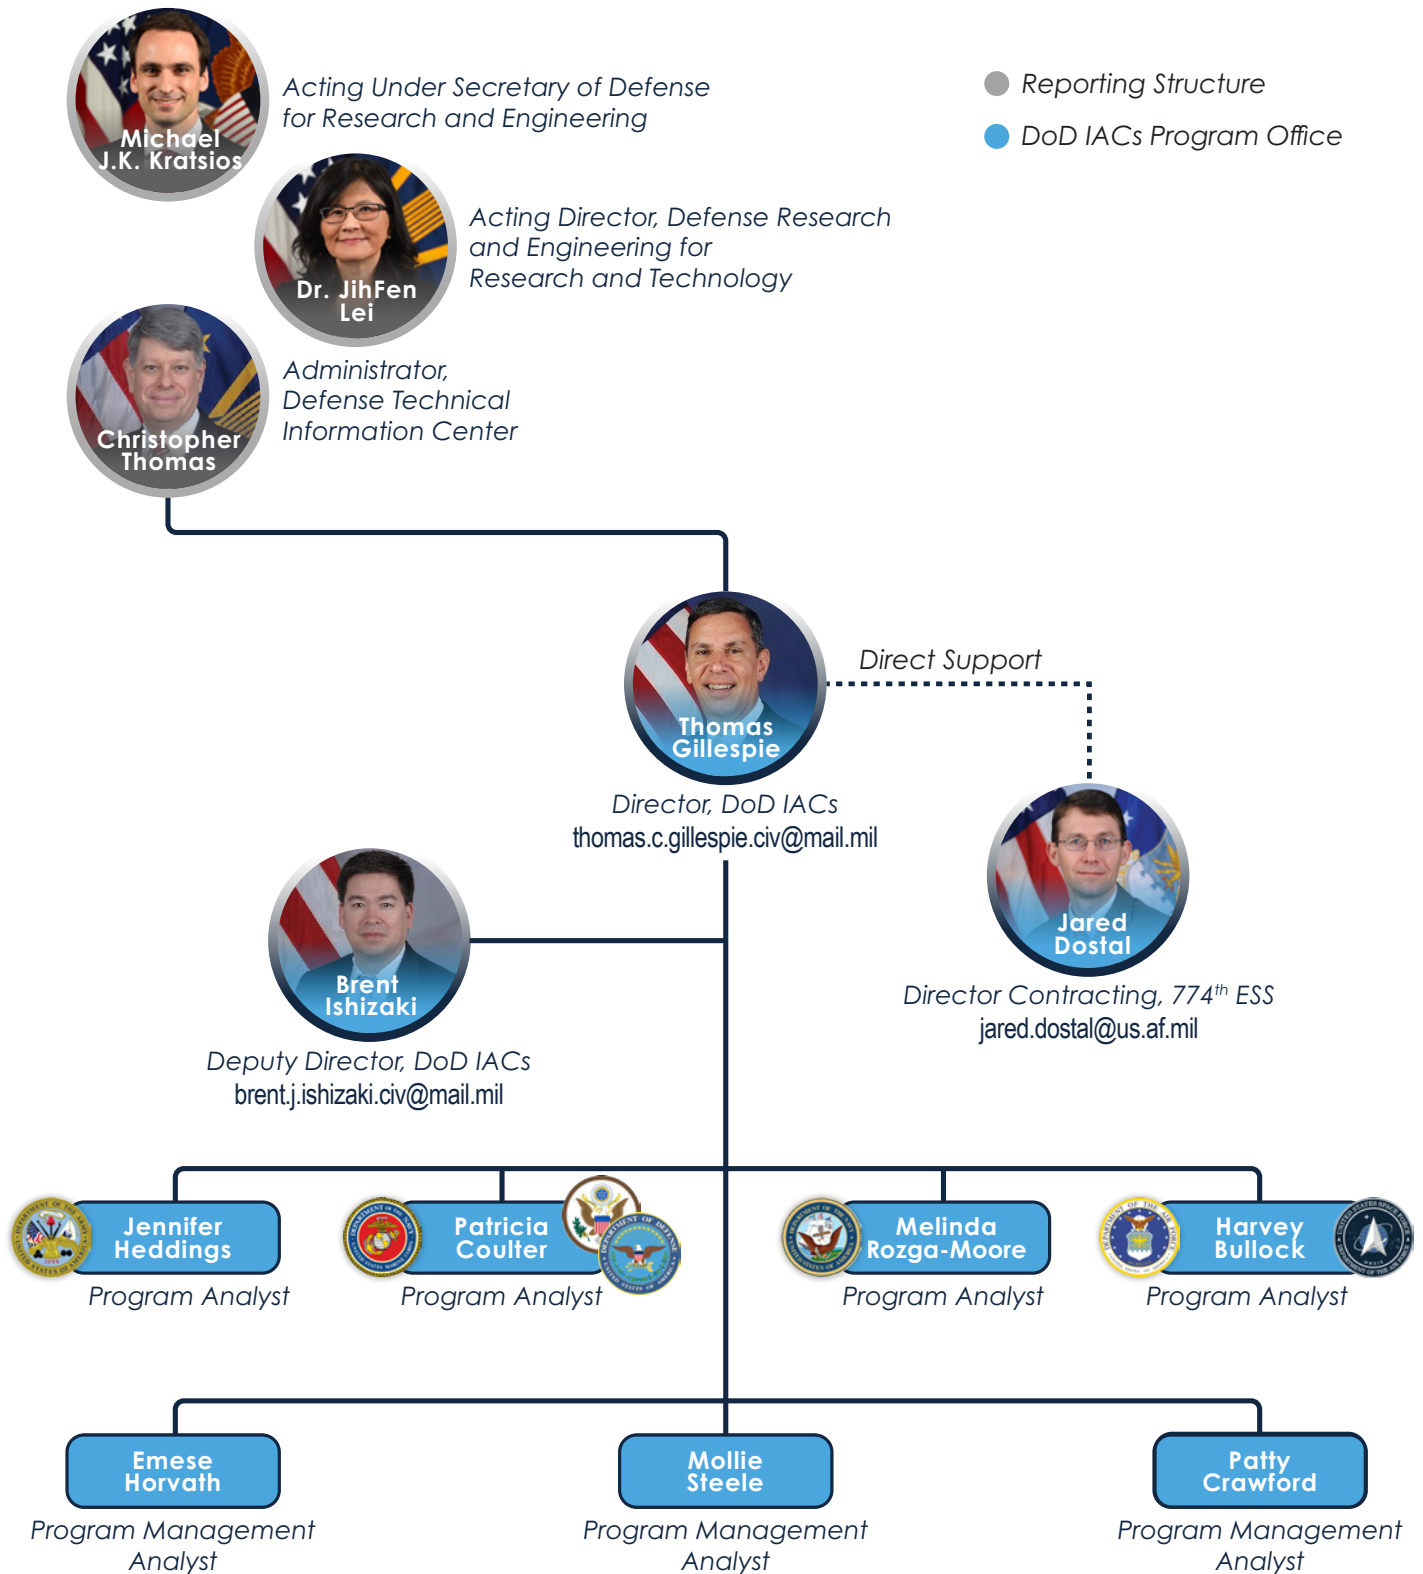 Michael
J.K. Kratsios
Acting Under Secretary of Defense
for Research and Engineering
Reporting Structure
DoD IACs Program Office
Dr. JihFen
Lei
Acting Director, Defense Research
and Engineering for
Research and Technology
Christopher
Thomas
Administrator,
Defense Technical
Information Center
Thomas
Gillespie
Direct Support
Director, DoD IACs
thomas.c.gillespie.civ@mail.mil
Jared
Dostal
Director Contracting, 774th ESS
jared.dostal@us.af.mil
Brent
Ishizaki
Deputy Director, DoD IACs
brent.j.ishizaki.civ@mail.mil
Jennifer
Heddings
Program Analyst
Patricia
Coulter
Program Analyst
Melinda
Rozga-Moore
Program Analyst
Harvey
Bullock
Program Analyst
Emese
Horvath
Program Management
Analyst
Mollie
Steele
Program Management
Analyst
Patty
Crawford
Program Management
Analyst